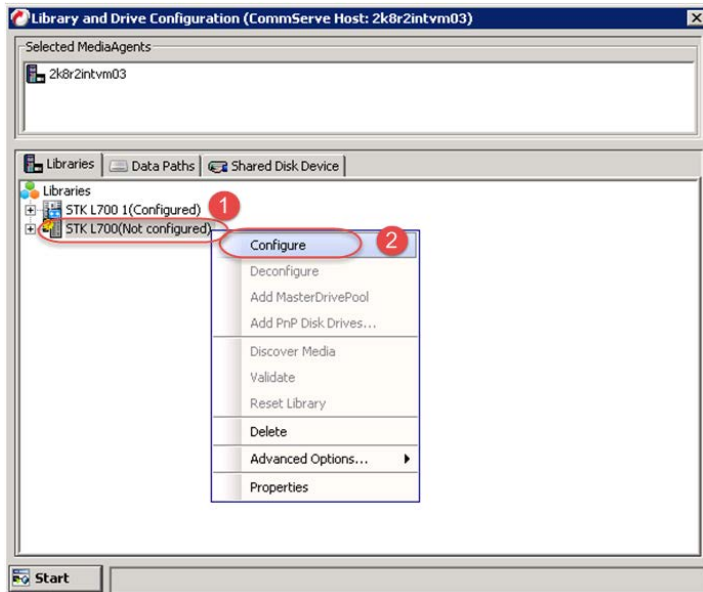 Library and Drive Configuration (CommServe Host: 2k8r2intvm03)
Selected MediaAgents
2k8r2intvm03
Libraries
Data Paths
Shared Disk Device
Libraries
STK L700 1(Configured)
1
STK L700(Not configured)
Configure
2
Deconfigure
Add MasterDrivePool
Add PnP Disk Drives...
Discover Media
Validate
Reset Library
Delete
Advanced Options...
Properties
Start